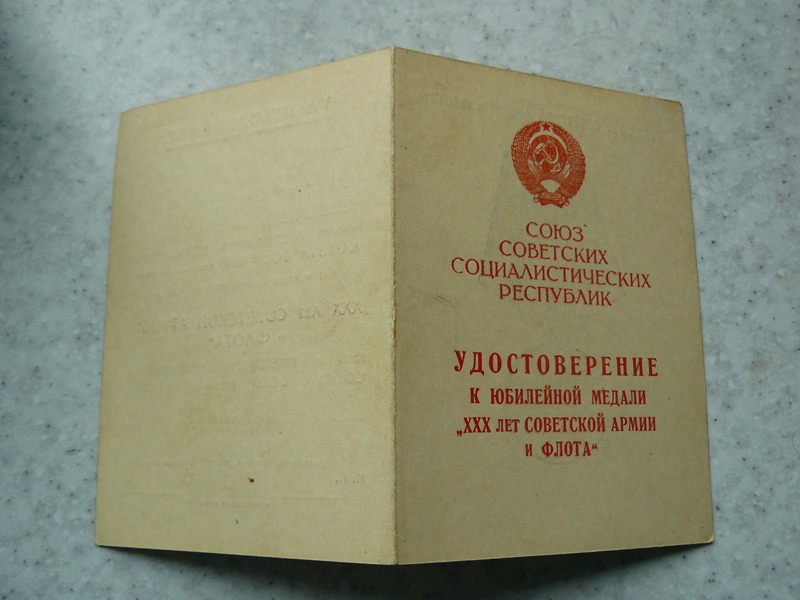 СОЮЗ
СОВЕТСКИХ
СОЦИАЛИСТИЧЕСКИХ
РЕСПУБЛИК
УДОСТОВЕРЕНИЕ
К ЮБИЛЕЙНОЙ МЕДАЛИ
„XXX лет СОВЕТСКОЙ АРМИИ
и ФЛОТА“